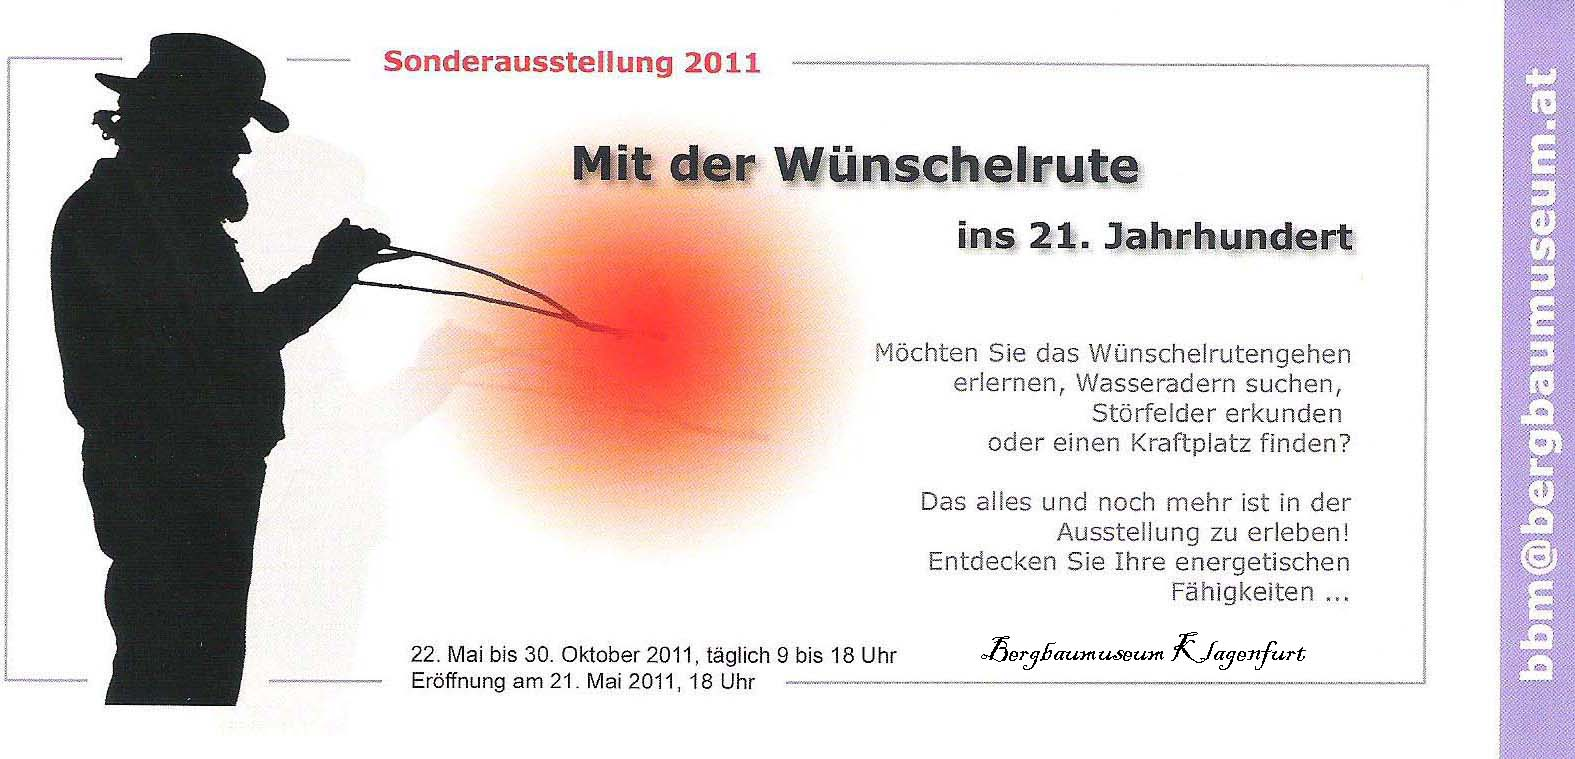 Sonderausstellung 2011
Mit der Wünschelrute
ins 21. Jahrhundert
Möchten Sie das Wünschelrutengehen
erlernen, Wasseradern suchen,
Störfelder erkunden
oder einen Kraftplatz finden?
Das alles und noch mehr ist in der
Ausstellung zu erleben!
Entdecken Sie Ihre energetischen
Fähigkeiten ...
22. Mai bis 30. Oktober 2011, täglich 9 bis 18 Uhr
Eröffnung am 21. Mai 2011, 18 Uhr
Bergbaumuseum Klagenfurt
bbm@bergbaumuseum.at